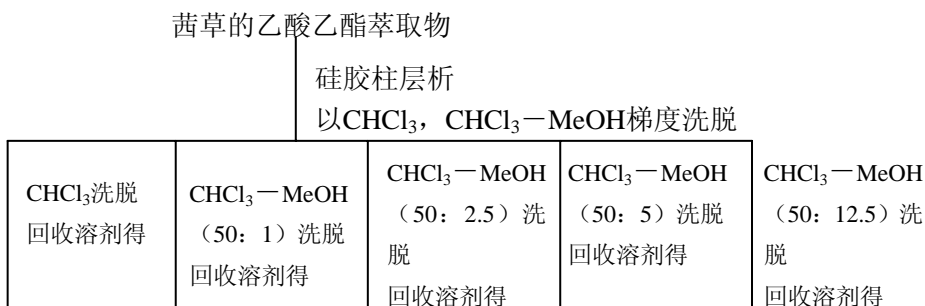 茜草的乙酸乙酯萃取物
硅胶柱层析
以CHCl₃，CHCl₃－MeOH梯度洗脱
CHCl₃洗脱
回收溶剂得
CHCl₃－MeOH
（50：1）洗脱
回收溶剂得
CHCl₃－MeOH
（50：2.5）洗
脱
回收溶剂得
CHCl₃－MeOH
（50：5）洗脱
回收溶剂得
CHCl₃－MeOH
（50：12.5）洗
脱
回收溶剂得